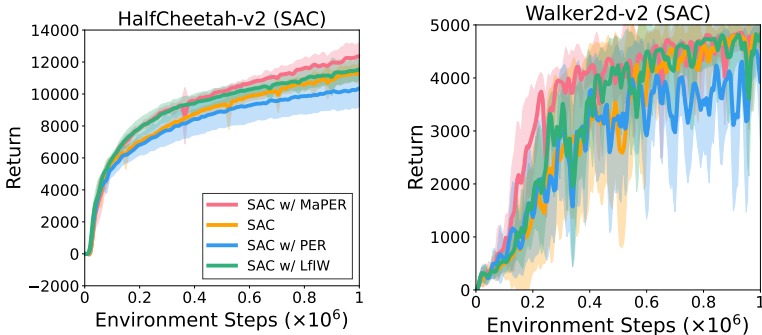 HalfCheetah-v2 (SAC)
14000
12000
10000
8000
6000
4000
2000
0
−2000
Return
0
0.2
0.4
0.6
0.8
1
Environment Steps (×10⁶)
SAC w/ MaPER
SAC
SAC w/ PER
SAC w/ LfIW
Walker2d-v2 (SAC)
5000
4000
3000
2000
1000
0
Return
0
0.2
0.4
0.6
0.8
1
Environment Steps (×10⁶)